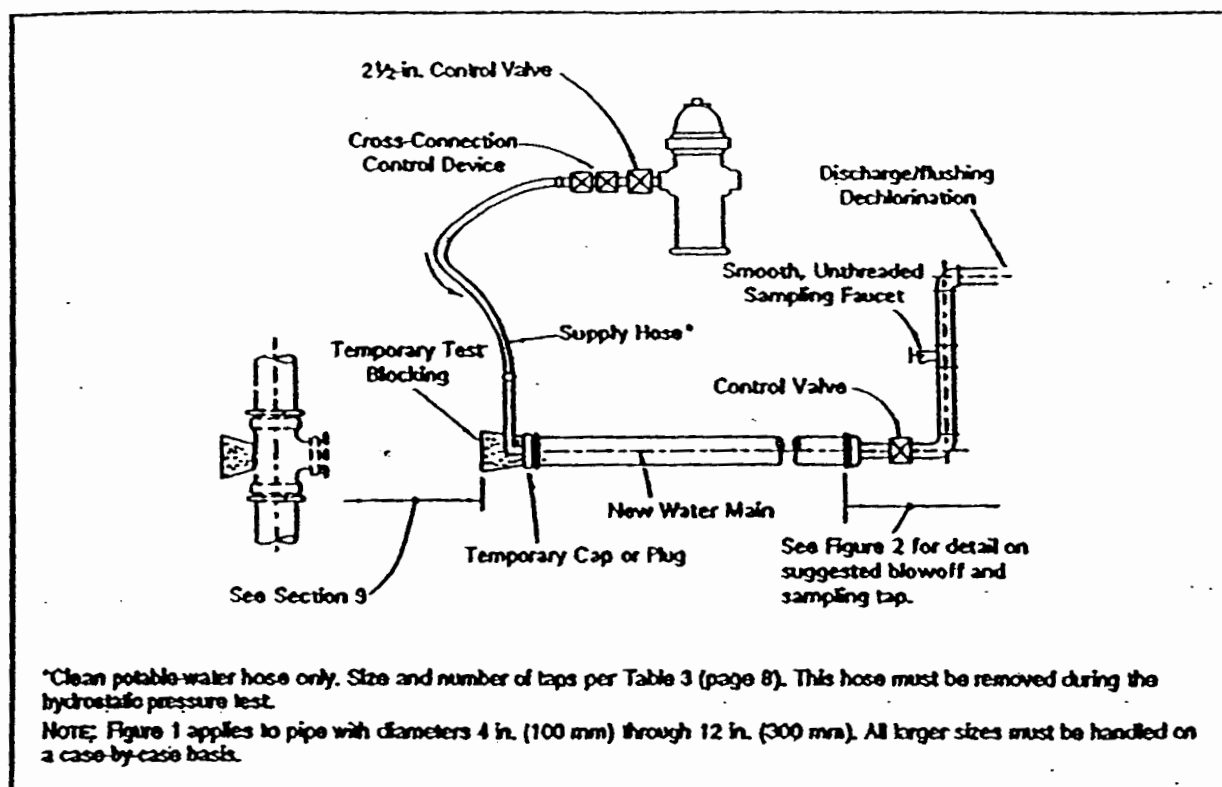 2½-in. Control Valve
Cross-Connection
Control Device
Discharge/flushing
Dechlorination
Smooth, Unthreaded
Sampling Faucet
Supply Hose*
Temporary Test
Blocking
Control Valve
New Water Main
Temporary Cap or Plug
See Figure 2 for detail on
suggested blowoff and
sampling tap.
See Section 9
*Clean potable-water hose only. Size and number of taps per Table 3 (page 8). This hose must be removed during the
hydrostatic pressure test.
NOTE: Figure 1 applies to pipe with diameters 4 in. (100 mm) through 12 in. (300 mm). All larger sizes must be handled on
a case-by-case basis.